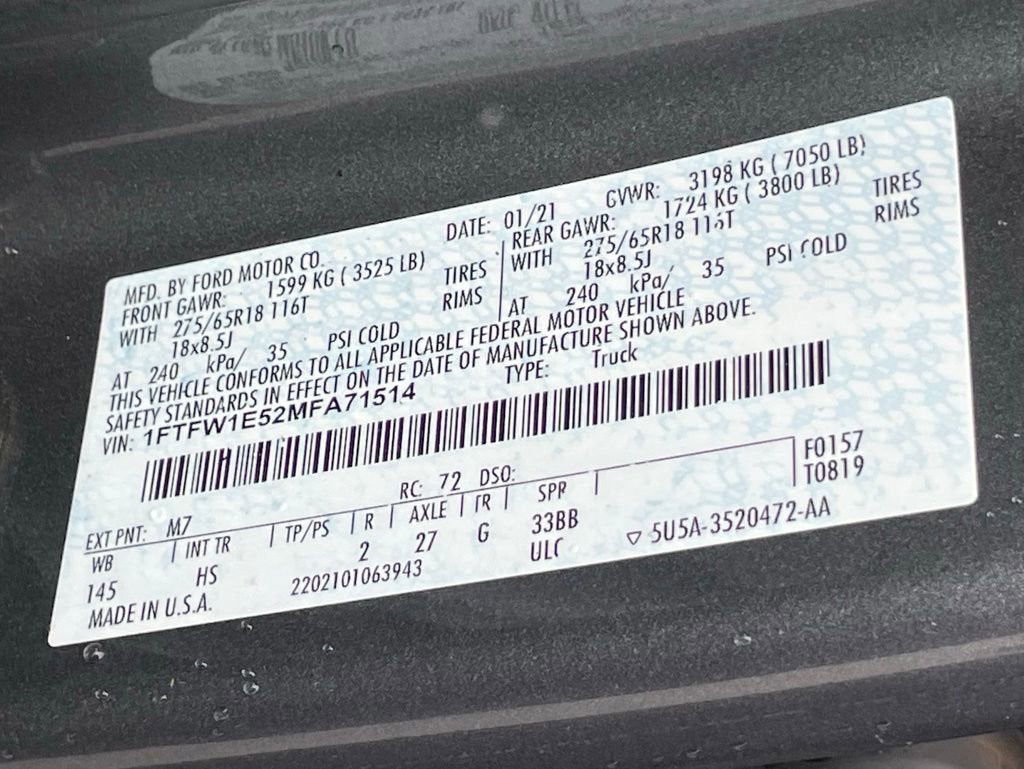 MFD. BY FORD MOTOR CO. DATE: 01/21 GVWR: 3198 KG ( 7050 LB)
FRONT GAWR: 1599 KG ( 3525 LB) REAR GAWR: 1724 KG ( 3800 LB)
WITH 275/65R18 116T TIRES WITH 275/65R18 116T TIRES
18x8.5J RIMS 18x8.5J RIMS
AT 240 kPa/ 35 PSI COLD AT 240 kPa/ 35 PSI COLD
THIS VEHICLE CONFORMS TO ALL APPLICABLE FEDERAL MOTOR VEHICLE
SAFETY STANDARDS IN EFFECT ON THE DATE OF MANUFACTURE SHOWN ABOVE.
VIN: 1FTFW1E52MFA71514 TYPE: Truck
F0157
T0819
EXT PNT: M7 RC: 72 DSO:
WB INT TR TP/PS R AXLE TR SPR
145 HS 2 27 G 33BB
MADE IN U.S.A. 2202101063943 ULC ▽ 5U5A-3520472-AA